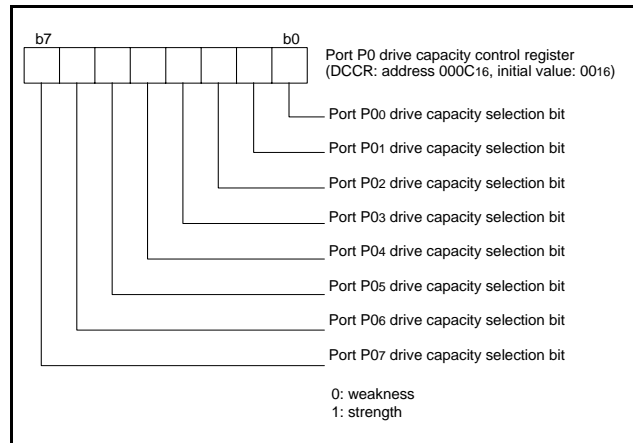 b7 b0
Port P0 drive capacity control register
(DCCR: address 000C16, initial value: 0016)
Port P00 drive capacity selection bit
Port P01 drive capacity selection bit
Port P02 drive capacity selection bit
Port P03 drive capacity selection bit
Port P04 drive capacity selection bit
Port P05 drive capacity selection bit
Port P06 drive capacity selection bit
Port P07 drive capacity selection bit
0: weakness
1: strength